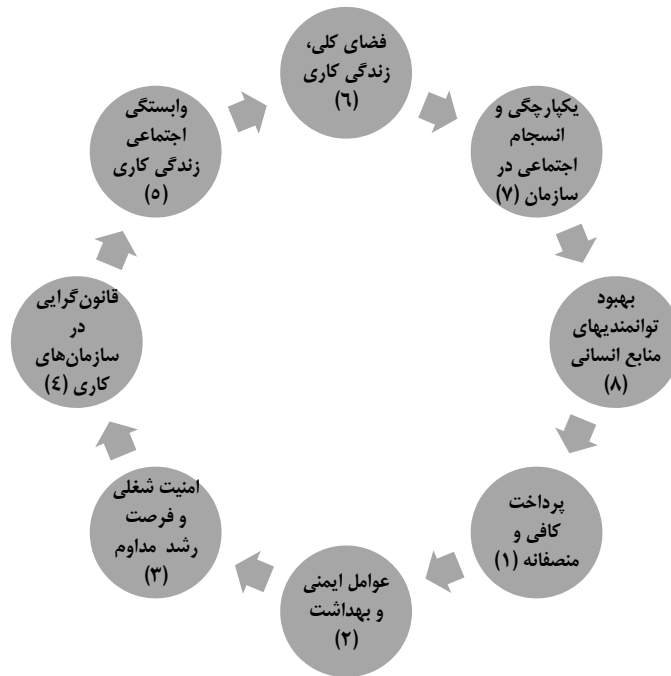 فضای کلی،
زندگی کاری
(٦)
یکپارچگی و
انسجام
اجتماعی در
سازمان (٧)
بهبود
توانمندیهای
منابع انسانی
(٨)
پرداخت
کافی و
منصفانه (١)
عوامل ایمنی
و بهداشت
(٢)
امنیت شغلی
و فرصت
رشد مداوم
(٣)
قانون‌گرایی
در
سازمان‌های
کاری (٤)
وابستگی
اجتماعی
زندگی کاری
(٥)